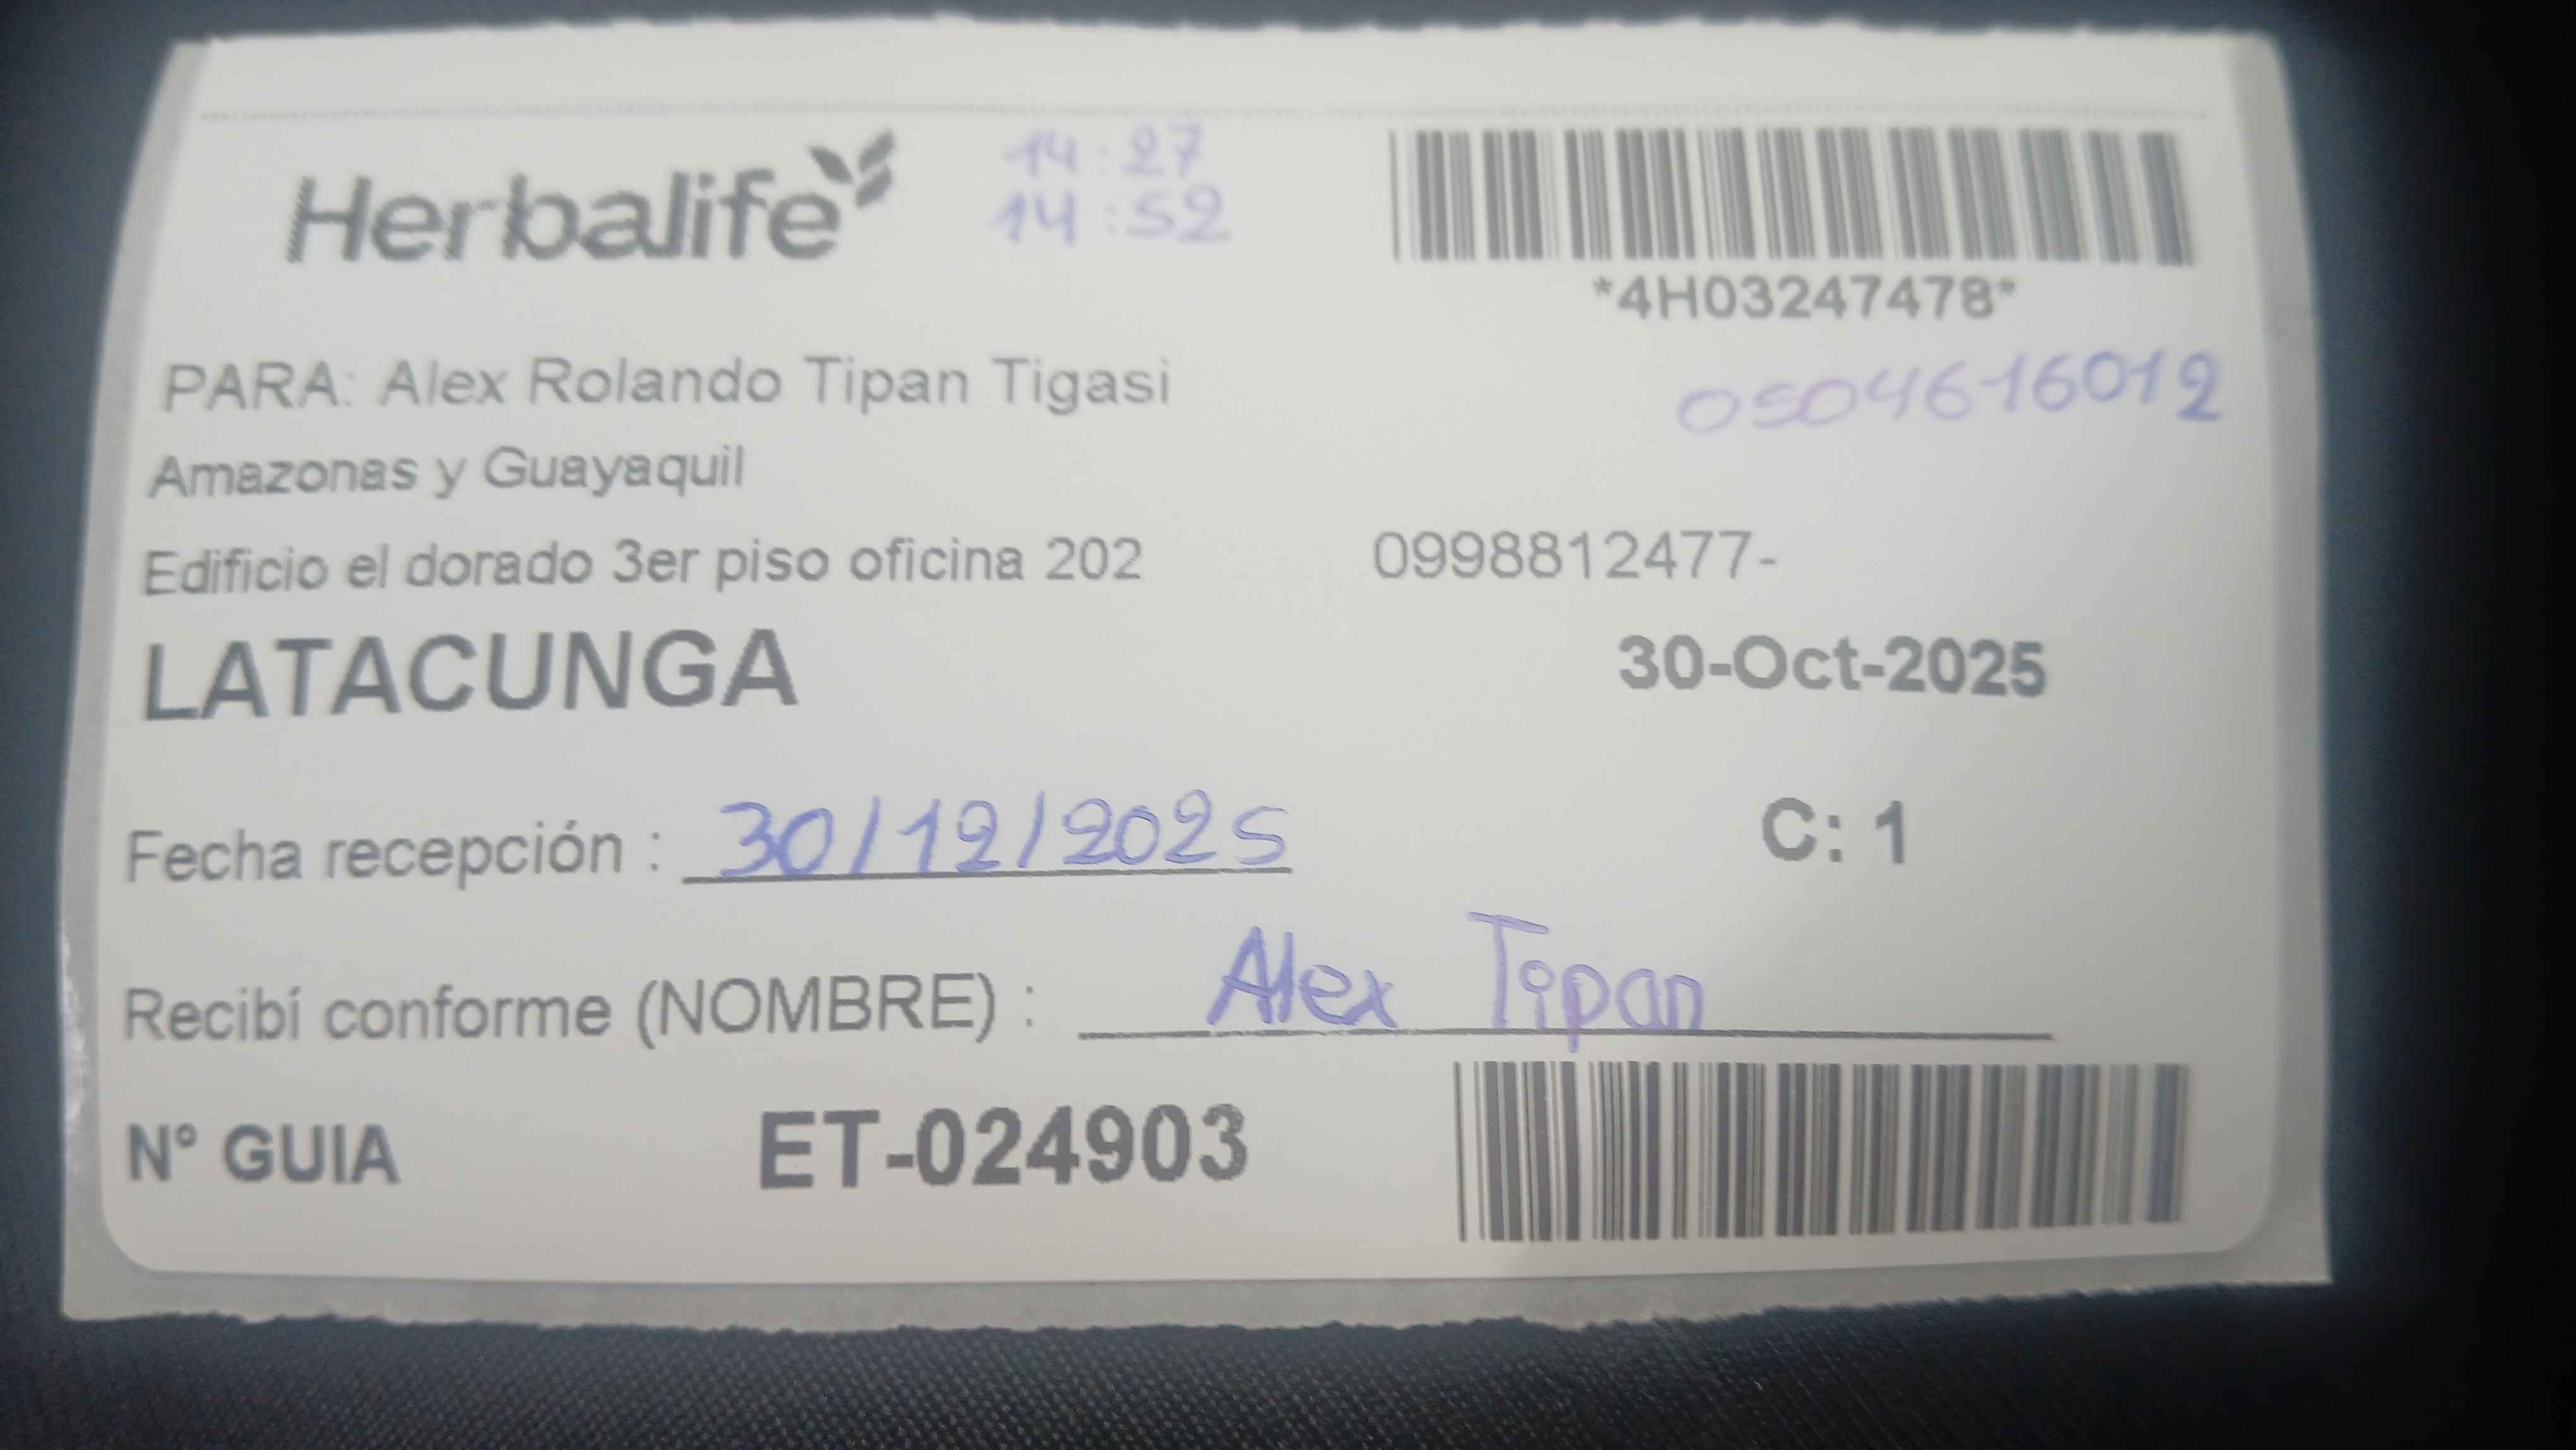 Herbalife
14:27
14:52
*4H03247478*
PARA: Alex Rolando Tipan Tigasi
0504616012
Amazonas y Guayaquil
Edificio el dorado 3er piso oficina 202 0998812477-
LATACUNGA 30-Oct-2025
Fecha recepción : 30/12/2025 C: 1
Recibí conforme (NOMBRE) : Alex Tipan
N° GUIA ET-024903